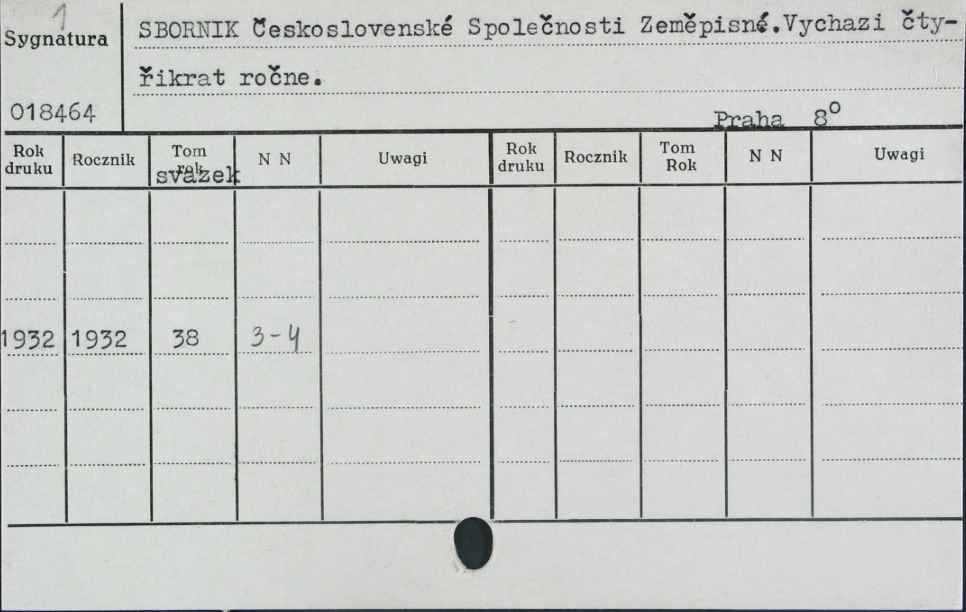 1
Sygnatura
018464
SBORNIK Československé Společnosti Zeměpisné.Vychazi čty-
řikrat ročne.
Praha 8°
Rok druku Rocznik Tom rok svazek N N Uwagi Rok druku Rocznik Tom Rok N N Uwagi
1932 1932 38 3-4